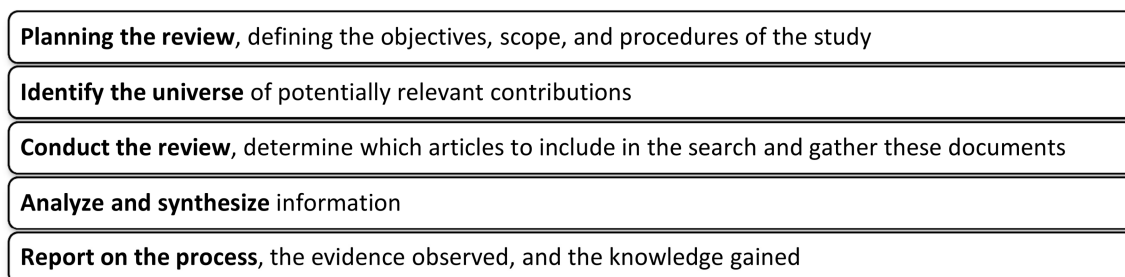 Planning the review, defining the objectives, scope, and procedures of the study
Identify the universe of potentially relevant contributions
Conduct the review, determine which articles to include in the search and gather these documents
Analyze and synthesize information
Report on the process, the evidence observed, and the knowledge gained